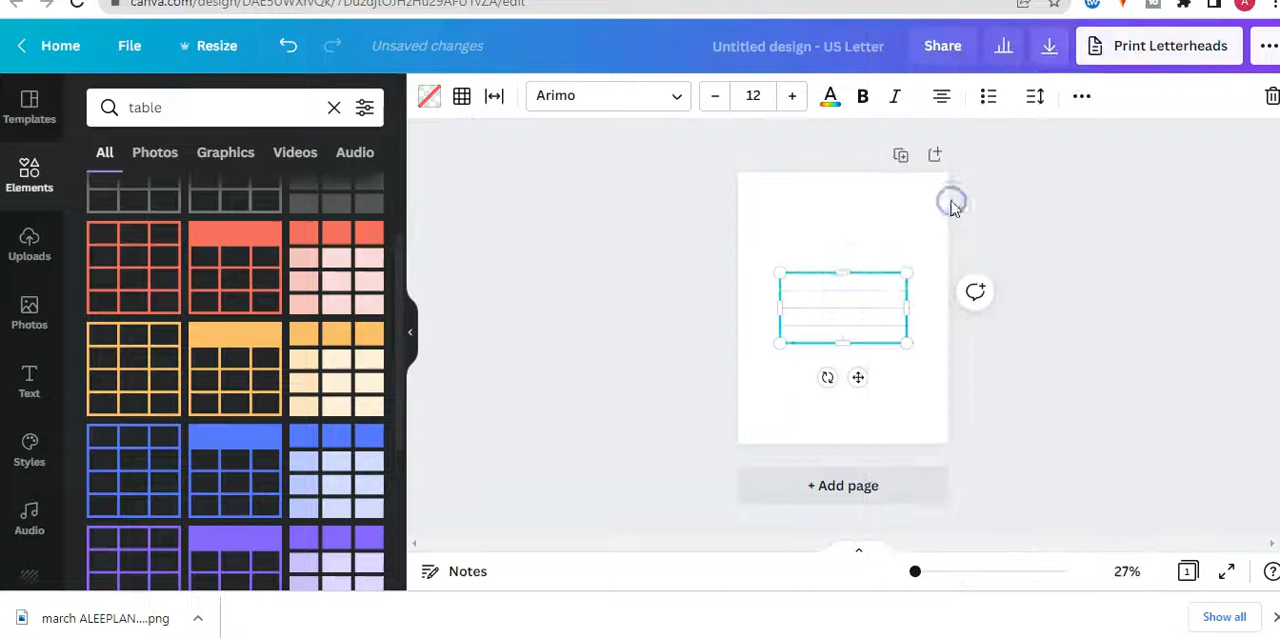 Home
File
Resize
Unsaved changes
Untitled design - US Letter
Share
Print Letterheads
Templates
table
Arimo
12
B
I
All
Photos
Graphics
Videos
Audio
Elements
Uploads
Photos
Text
Styles
Audio
+ Add page
Notes
27%
1
march ALEEPLAN....png
Show all